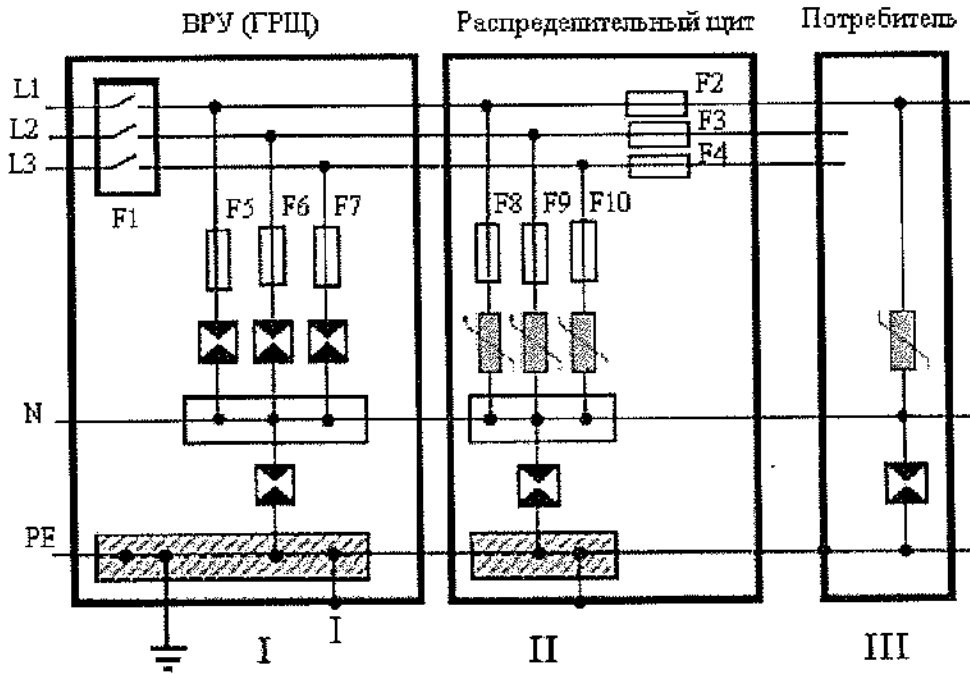 ВРУ (ГРЩ)
Распределительный щит
Потребитель
L1
L2
L3
F1
F2
F3
F4
F5
F6
F7
F8
F9
F10
N
PE
I
I
II
III